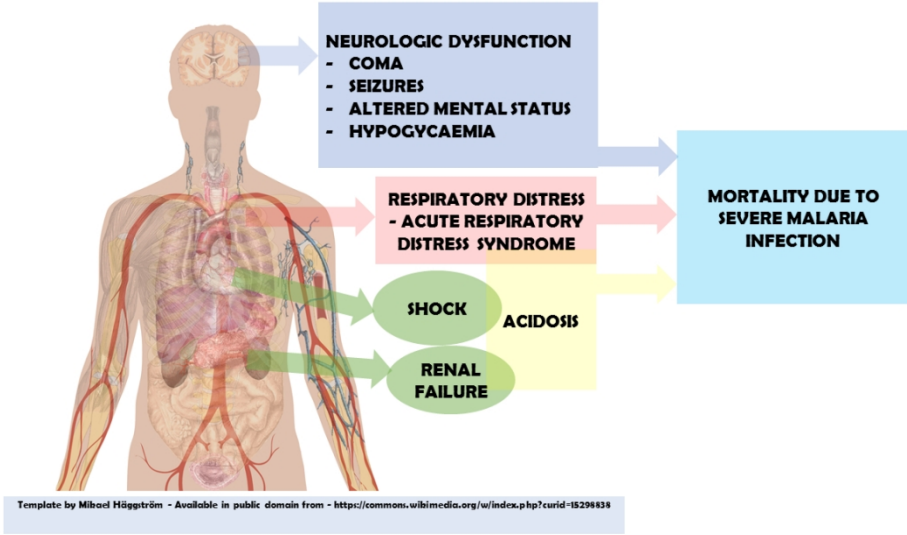 NEUROLOGIC DYSFUNCTION
- COMA
- SEIZURES
- ALTERED MENTAL STATUS
- HYPOGYCAEMIA
RESPIRATORY DISTRESS
- ACUTE RESPIRATORY
DISTRESS SYNDROME
SHOCK
ACIDOSIS
RENAL
FAILURE
MORTALITY DUE TO
SEVERE MALARIA
INFECTION
Template by Mikael Häggström - Available in public domain from - https://commons.wikimedia.org/w/index.php?curid=15298838